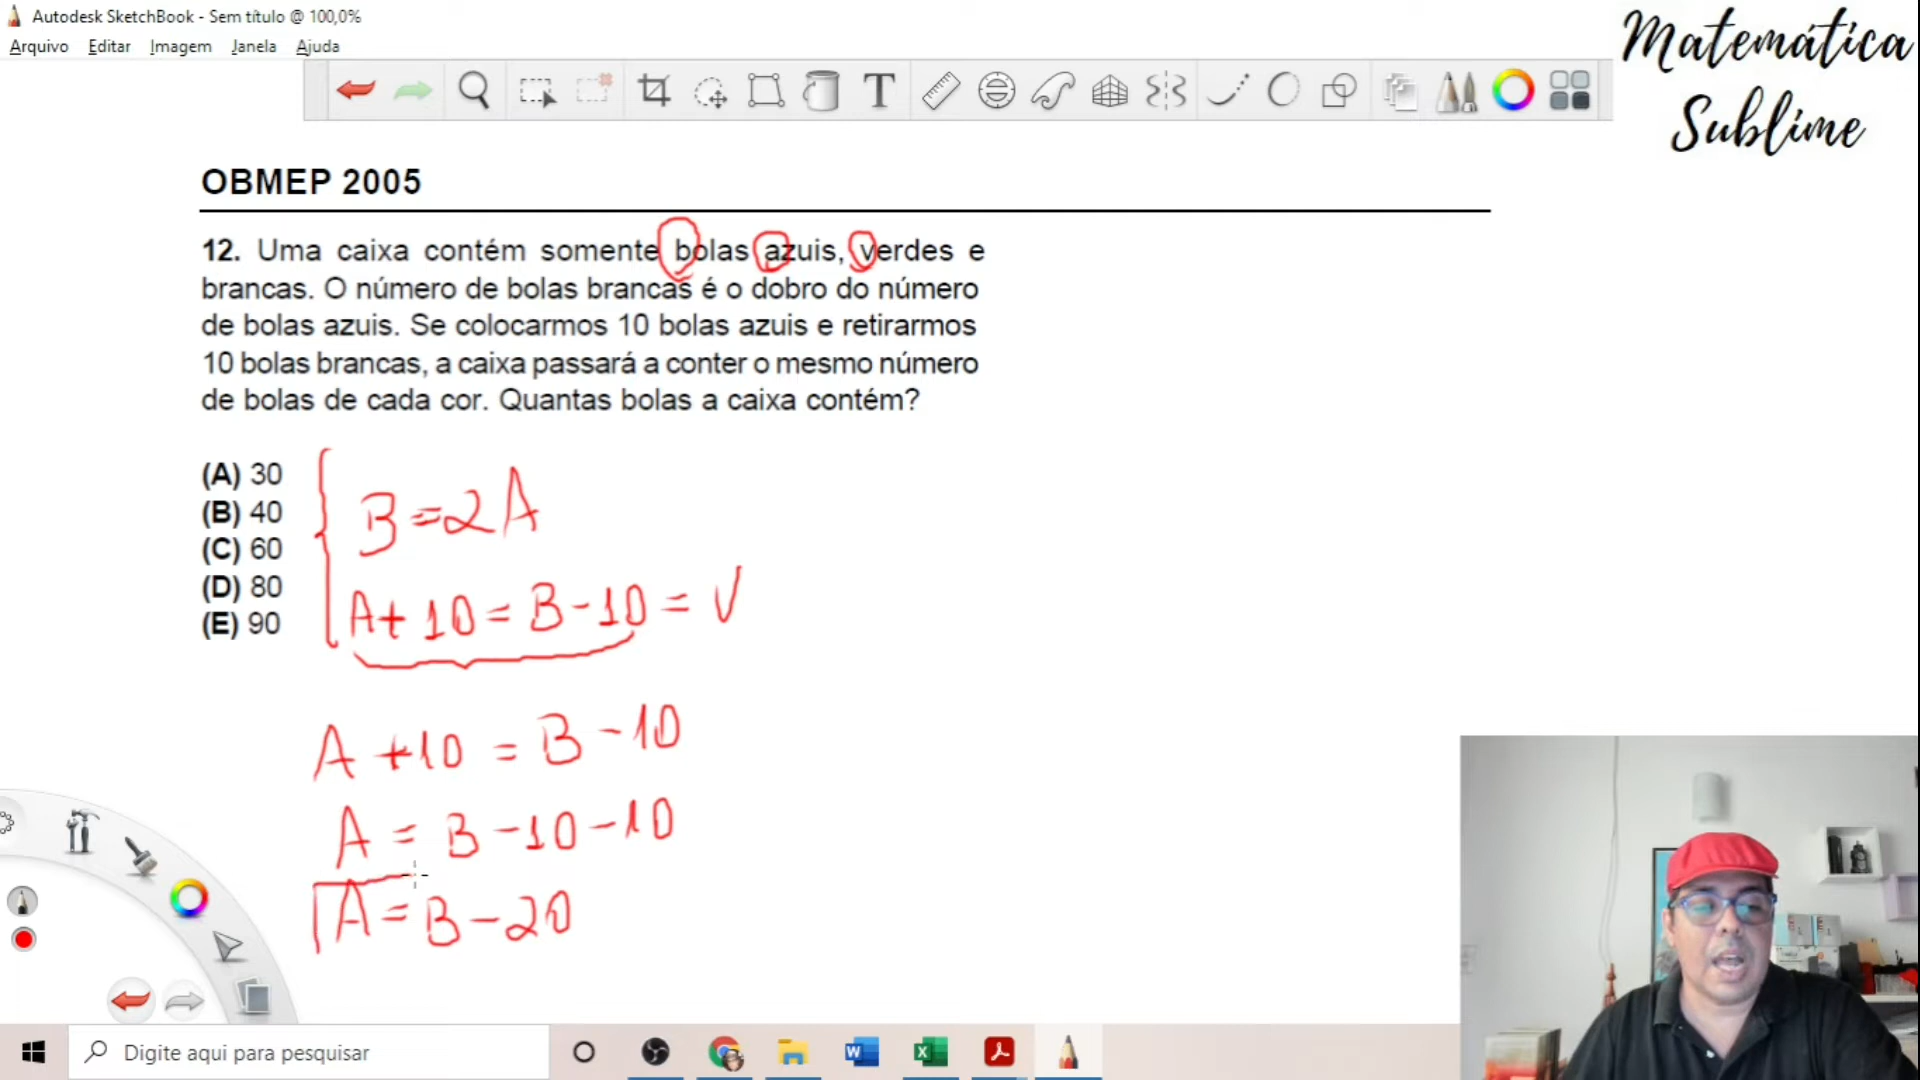 Autodesk SketchBook - Sem título @ 100,0%
Arquivo Editar Imagem Janela Ajuda
Matemática
Sublime
T
OBMEP 2005
12. Uma caixa contém somente bolas azuis, verdes e
brancas. O número de bolas brancas é o dobro do número
de bolas azuis. Se colocarmos 10 bolas azuis e retirarmos
10 bolas brancas, a caixa passará a conter o mesmo número
de bolas de cada cor. Quantas bolas a caixa contém?
(A) 30
(B) 40
(C) 60
(D) 80
(E) 90
B=2A
A+10=B-10=V
A+10=B-10
A=B-10-10
A=B-20
Digite aqui para pesquisar